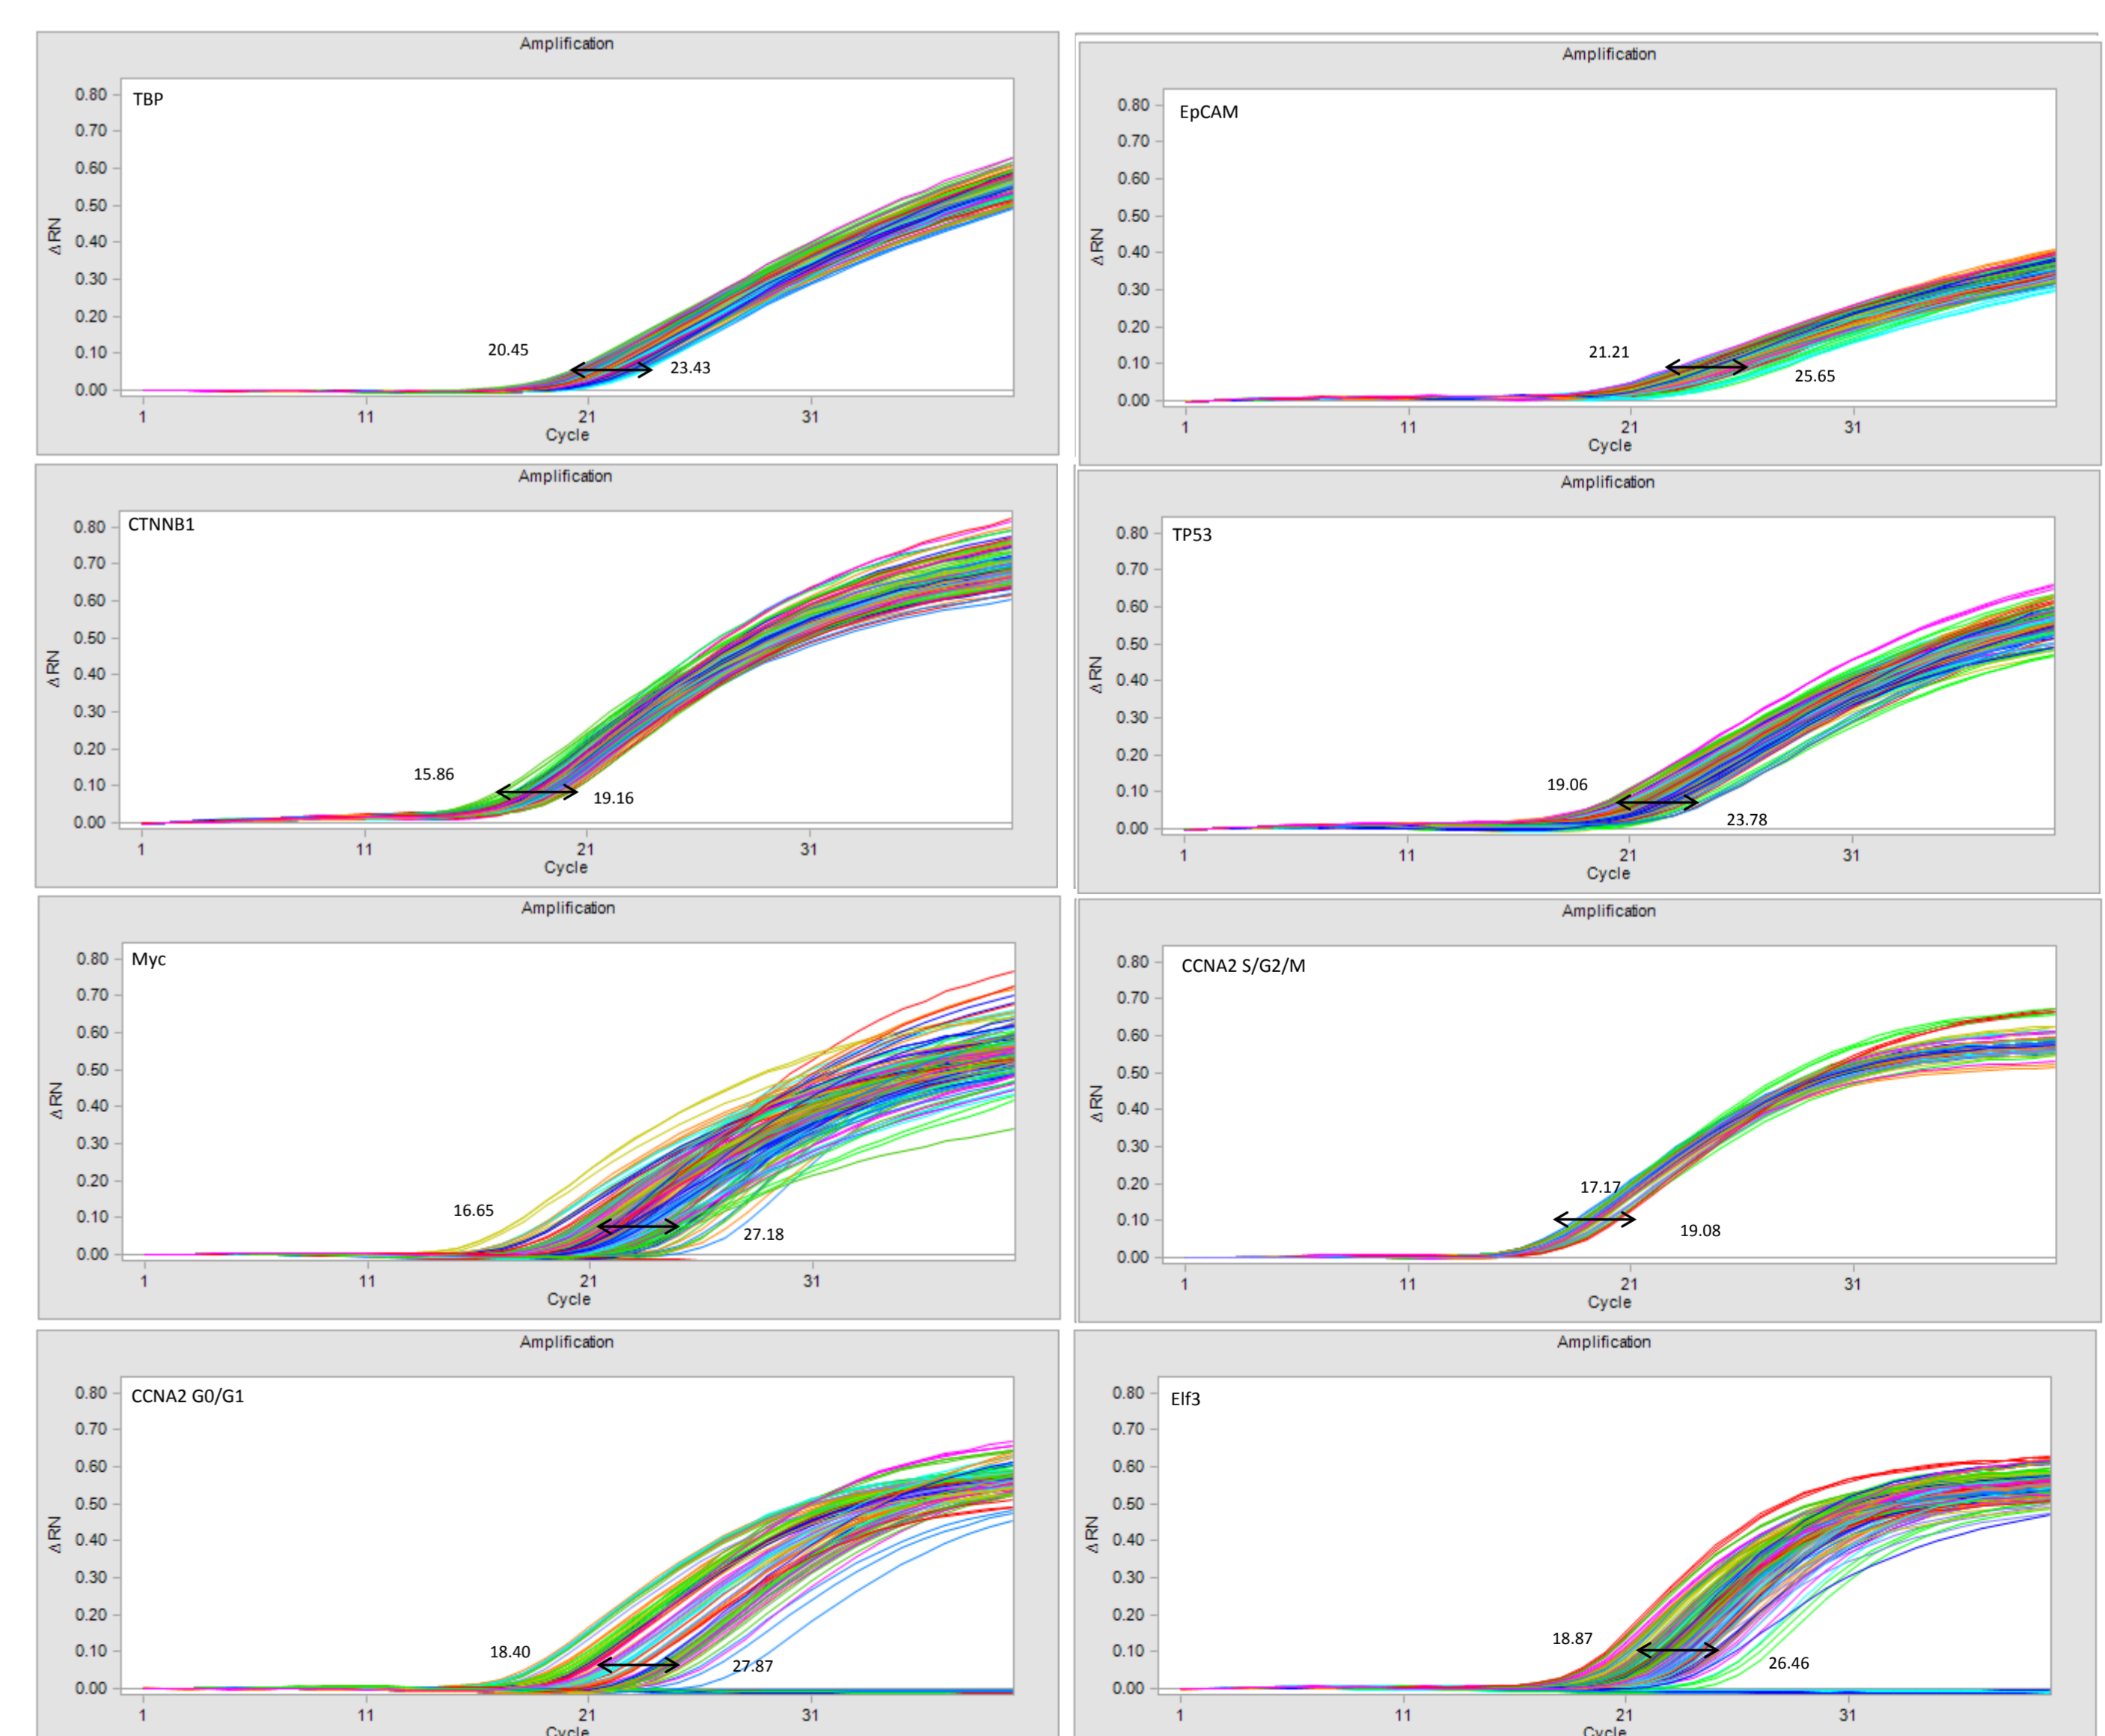 Amplification
TBP
0.80
0.70
0.60
0.50
0.40
0.30
0.20
0.10
0.00
Δ RN
20.45
23.43
1 11 21 31
Cycle
Amplification
EpCAM
0.80
0.70
0.60
0.50
0.40
0.30
0.20
0.10
0.00
Δ RN
21.21
25.65
1 11 21 31
Cycle
Amplification
CTNNB1
0.80
0.70
0.60
0.50
0.40
0.30
0.20
0.10
0.00
Δ RN
15.86
19.16
1 11 21 31
Cycle
Amplification
TP53
0.80
0.70
0.60
0.50
0.40
0.30
0.20
0.10
0.00
Δ RN
19.06
23.78
1 11 21 31
Cycle
Amplification
Myc
0.80
0.70
0.60
0.50
0.40
0.30
0.20
0.10
0.00
Δ RN
16.65
27.18
1 11 21 31
Cycle
Amplification
CCNA2 S/G2/M
0.80
0.70
0.60
0.50
0.40
0.30
0.20
0.10
0.00
Δ RN
17.17
19.08
1 11 21 31
Cycle
Amplification
CCNA2 G0/G1
0.80
0.70
0.60
0.50
0.40
0.30
0.20
0.10
0.00
Δ RN
18.40
27.87
1 11 21 31
Cycle
Amplification
Elf3
0.80
0.70
0.60
0.50
0.40
0.30
0.20
0.10
0.00
Δ RN
18.87
26.46
1 11 21 31
Cycle